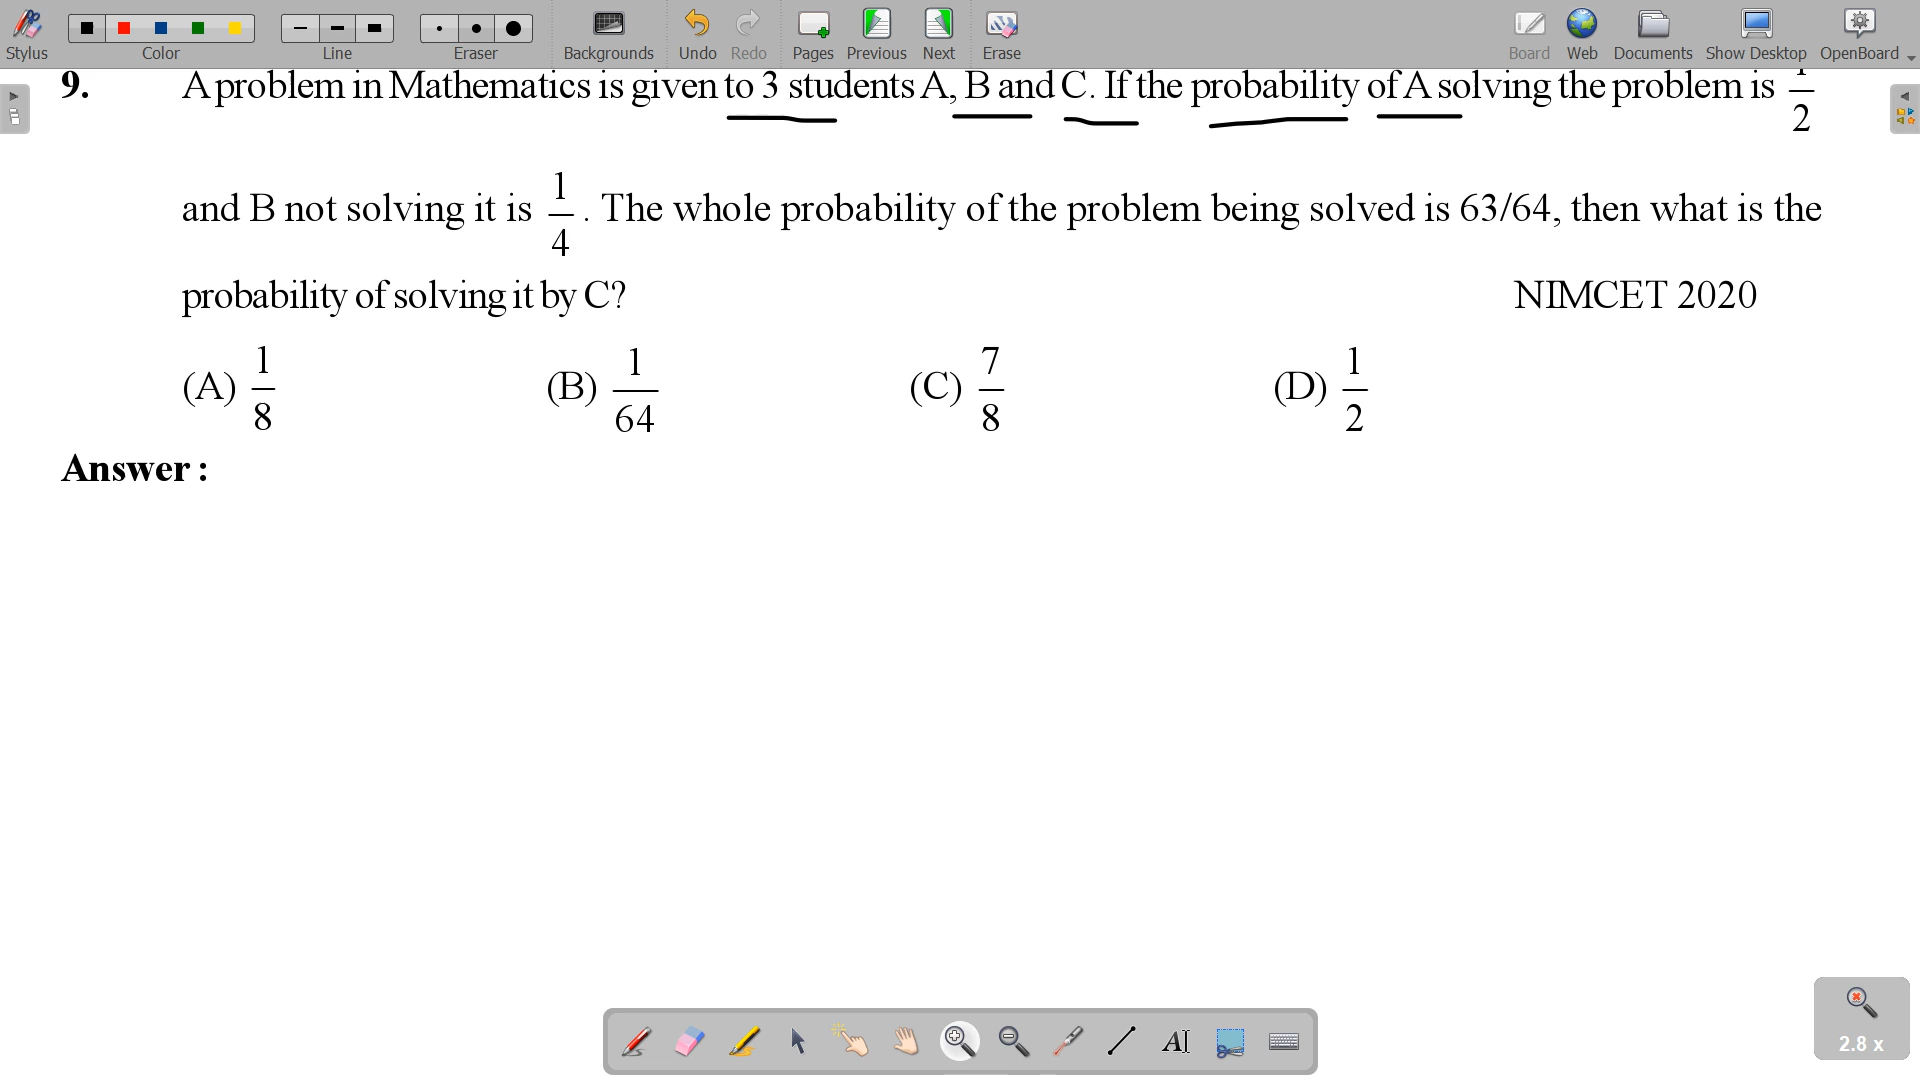 Stylus Color Line Eraser Backgrounds Undo Redo Pages Previous Next Erase Board Web Documents Show Desktop OpenBoard
9. A problem in Mathematics is given to 3 students A, B and C. If the probability of A solving the problem is 1/2
and B not solving it is 1/4. The whole probability of the problem being solved is 63/64, then what is the
probability of solving it by C? NIMCET 2020
(A) 1/8 (B) 1/64 (C) 7/8 (D) 1/2
Answer :
AI
2.8 x